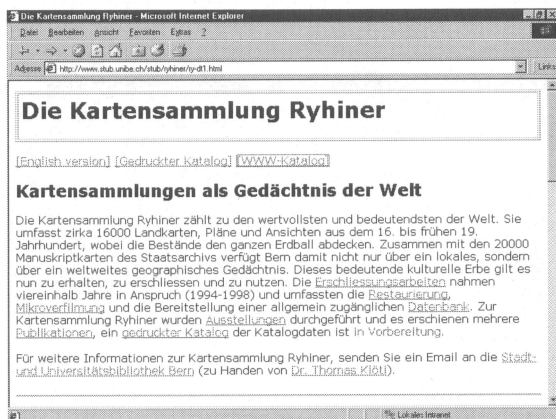 Die Kartensammlung Ryhiner - Microsoft Internet Explorer
Datei Bearbeiten Ansicht Favoriten Extras ?
Adresse http://www.stub.unibe.ch/stub/ryhiner/ry-dt1.html Links
Die Kartensammlung Ryhiner
[English version] [Gedruckter Katalog] [WWW-Katalog]
Kartensammlungen als Gedächtnis der Welt
Die Kartensammlung Ryhiner zählt zu den wertvollsten und bedeutendsten der Welt. Sie
umfasst zirka 16000 Landkarten, Pläne und Ansichten aus dem 16. bis frühen 19.
Jahrhundert, wobei die Bestände den ganzen Erdball abdecken. Zusammen mit den 20000
Manuskriptkarten des Staatsarchivs verfügt Bern damit nicht nur über ein lokales, sondern
über ein weltweites geographisches Gedächtnis. Dieses bedeutende kulturelle Erbe gilt es
nun zu erhalten, zu erschliessen und zu nutzen. Die Erschliessungsarbeiten nahmen
viereinhalb Jahre in Anspruch (1994-1998) und umfassten die Restaurierung,
Mikroverfilmung und die Bereitstellung einer allgemein zugänglichen Datenbank. Zur
Kartensammlung Ryhiner wurden Ausstellungen durchgeführt und es erschienen mehrere
Publikationen, ein gedruckter Katalog der Katalogdaten ist in Vorbereitung.
Für weitere Informationen zur Kartensammlung Ryhiner, senden Sie ein Email an die Stadt-
und Universitätsbibliothek Bern (zu Handen von Dr. Thomas Klöti).
Lokales Intranet